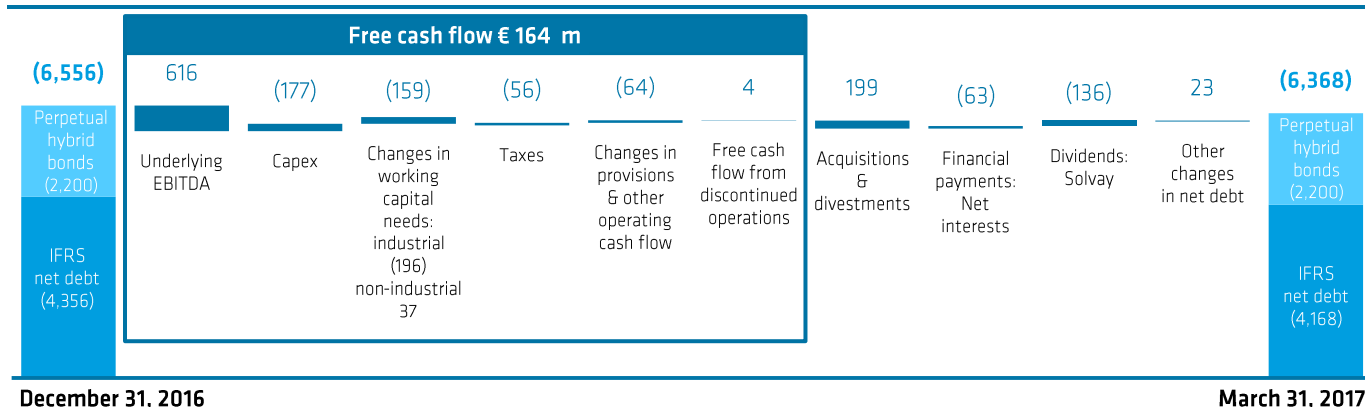 Free cash flow € 164 m
(6,556)
Perpetual
hybrid
bonds
(2,200)
IFRS
net debt
(4,356)
616
Underlying
EBITDA
(177)
Capex
(159)
Changes in
working
capital
needs:
industrial
(196)
non-industrial
37
(56)
Taxes
(64)
Changes in
provisions
& other
operating
cash flow
4
Free cash
flow from
discontinued
operations
199
Acquisitions
&
divestments
(63)
Financial
payments:
Net
interests
(136)
Dividends:
Solvay
23
Other
changes
in net debt
(6,368)
Perpetual
hybrid
bonds
(2,200)
IFRS
net debt
(4,168)
December 31, 2016
March 31, 2017